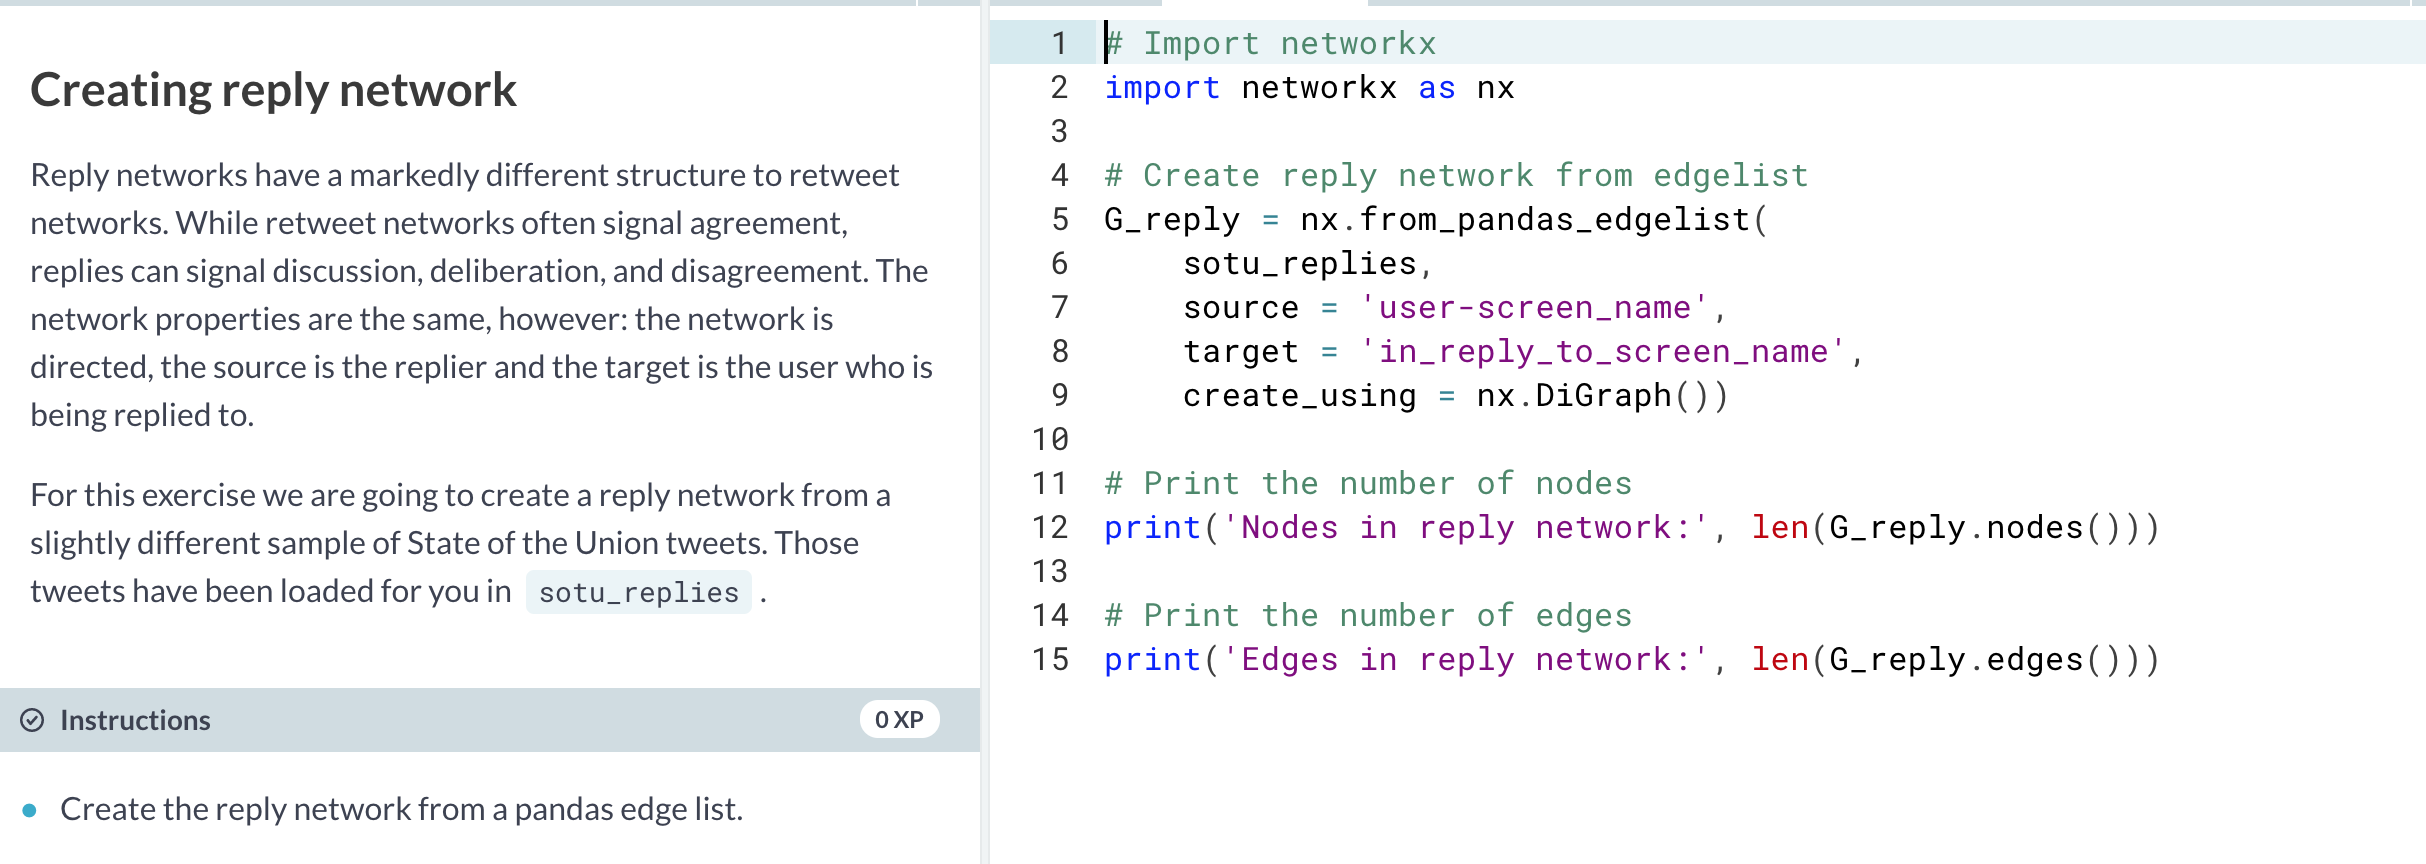 Creating reply network
Reply networks have a markedly different structure to retweet
networks. While retweet networks often signal agreement,
replies can signal discussion, deliberation, and disagreement. The
network properties are the same, however: the network is
directed, the source is the replier and the target is the user who is
being replied to.
For this exercise we are going to create a reply network from a
slightly different sample of State of the Union tweets. Those
tweets have been loaded for you in sotu_replies .
Instructions 0 XP
• Create the reply network from a pandas edge list.
1 # Import networkx
2 import networkx as nx
3
4 # Create reply network from edgelist
5 G_reply = nx.from_pandas_edgelist(
6     sotu_replies,
7     source = 'user-screen_name',
8     target = 'in_reply_to_screen_name',
9     create_using = nx.DiGraph())
10
11 # Print the number of nodes
12 print('Nodes in reply network:', len(G_reply.nodes()))
13
14 # Print the number of edges
15 print('Edges in reply network:', len(G_reply.edges()))